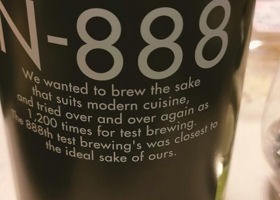 N-888
We wanted to brew the sake
that suits modern cuisine,
and tried over and over again as
1,200 times for test brewing.
The 888th test brewing's was closest to
the ideal sake of ours.